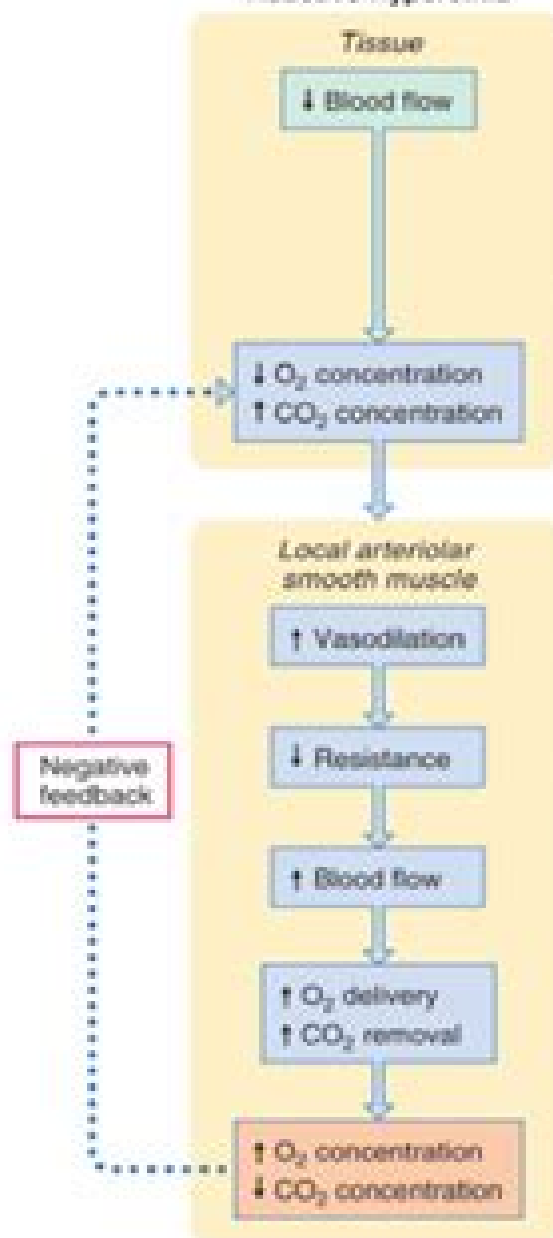 Tissue
↓ Blood flow
↓ O₂ concentration
↑ CO₂ concentration
Local arteriolar
smooth muscle
↑ Vasodilation
↓ Resistance
Negative
feedback
↑ Blood flow
↑ O₂ delivery
↑ CO₂ removal
↑ O₂ concentration
↓ CO₂ concentration